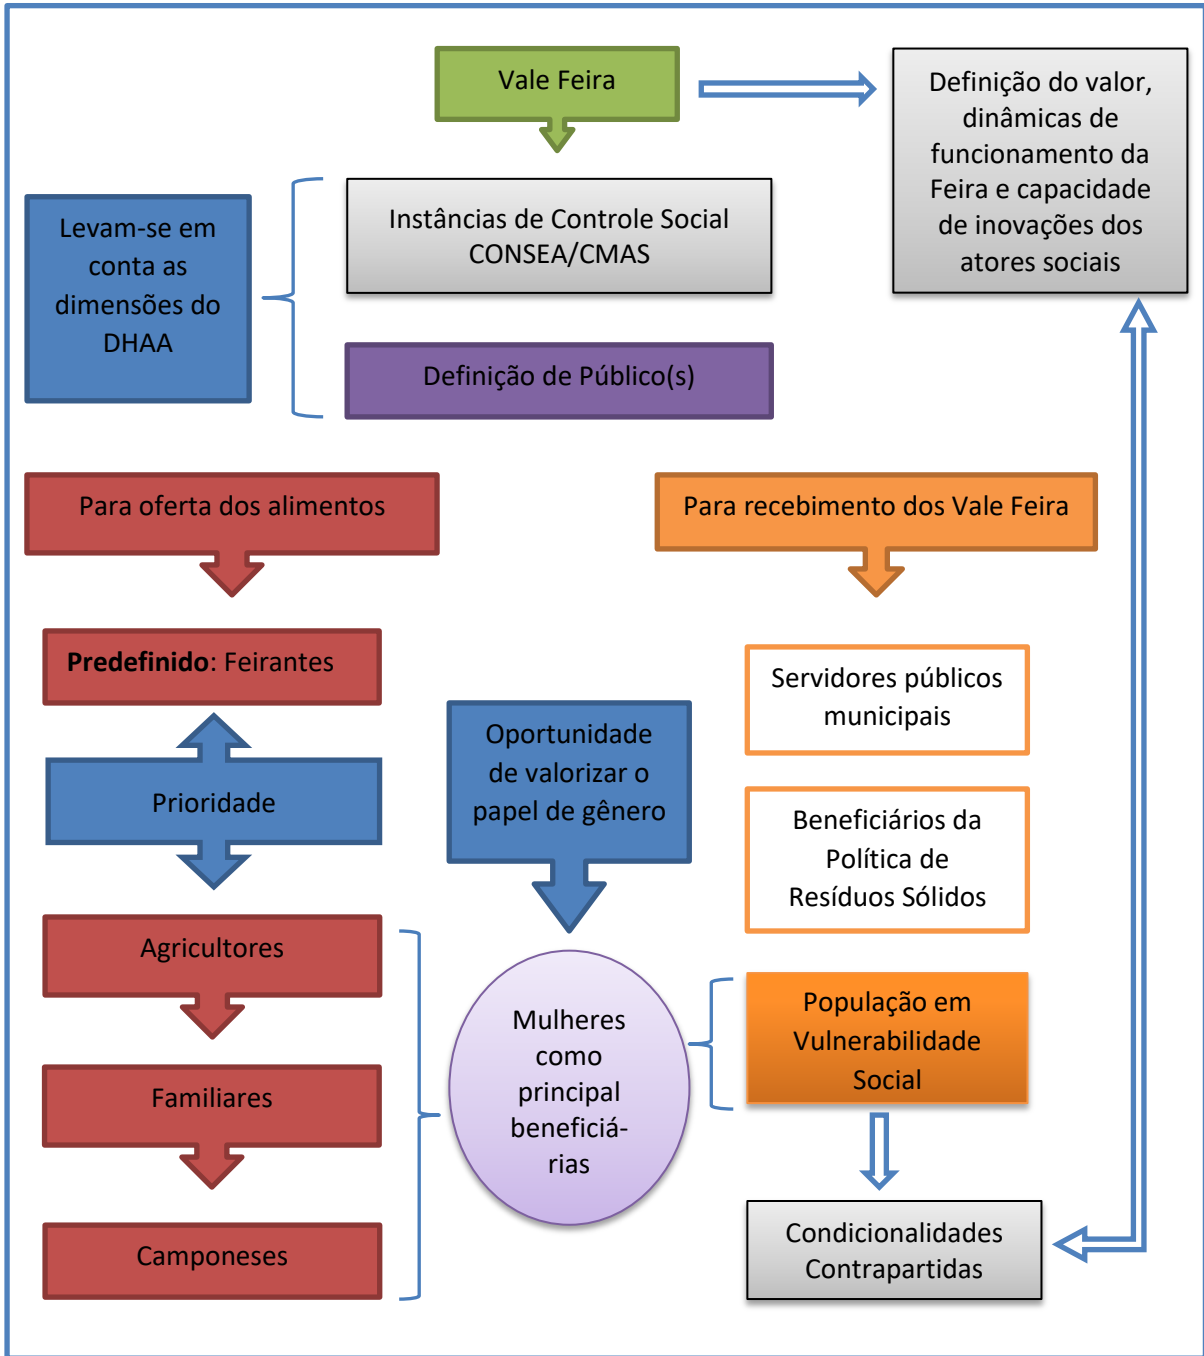 Vale Feira
Definição do valor,
dinâmicas de
funcionamento da
Feira e capacidade
de inovações dos
atores sociais
Levam-se em
conta as
dimensões do
DHAA
Instâncias de Controle Social
CONSEA/CMAS
Definição de Público(s)
Para oferta dos alimentos
Para recebimento dos Vale Feira
Predefinido: Feirantes
Prioridade
Agricultores
Familiares
Camponeses
Oportunidade
de valorizar o
papel de gênero
Mulheres
como
principal
beneficiá-
rias
Servidores públicos
municipais
Beneficiários da
Política de
Resíduos Sólidos
População em
Vulnerabilidade
Social
Condicionalidades
Contrapartidas